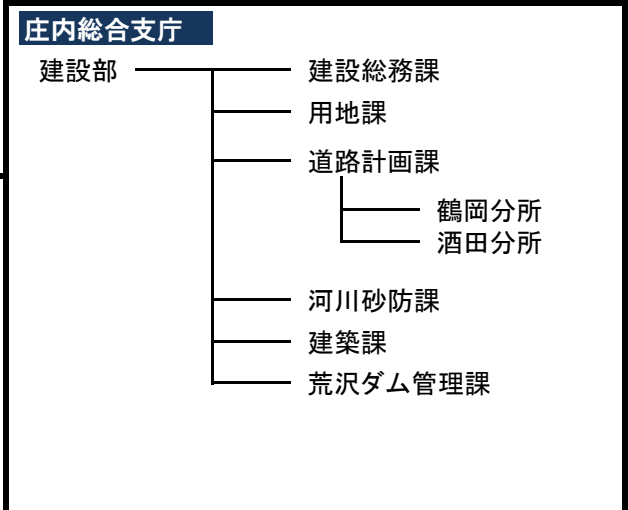 庄内総合支庁
建設部
建設総務課
用地課
道路計画課
鶴岡分所
酒田分所
河川砂防課
建築課
荒沢ダム管理課